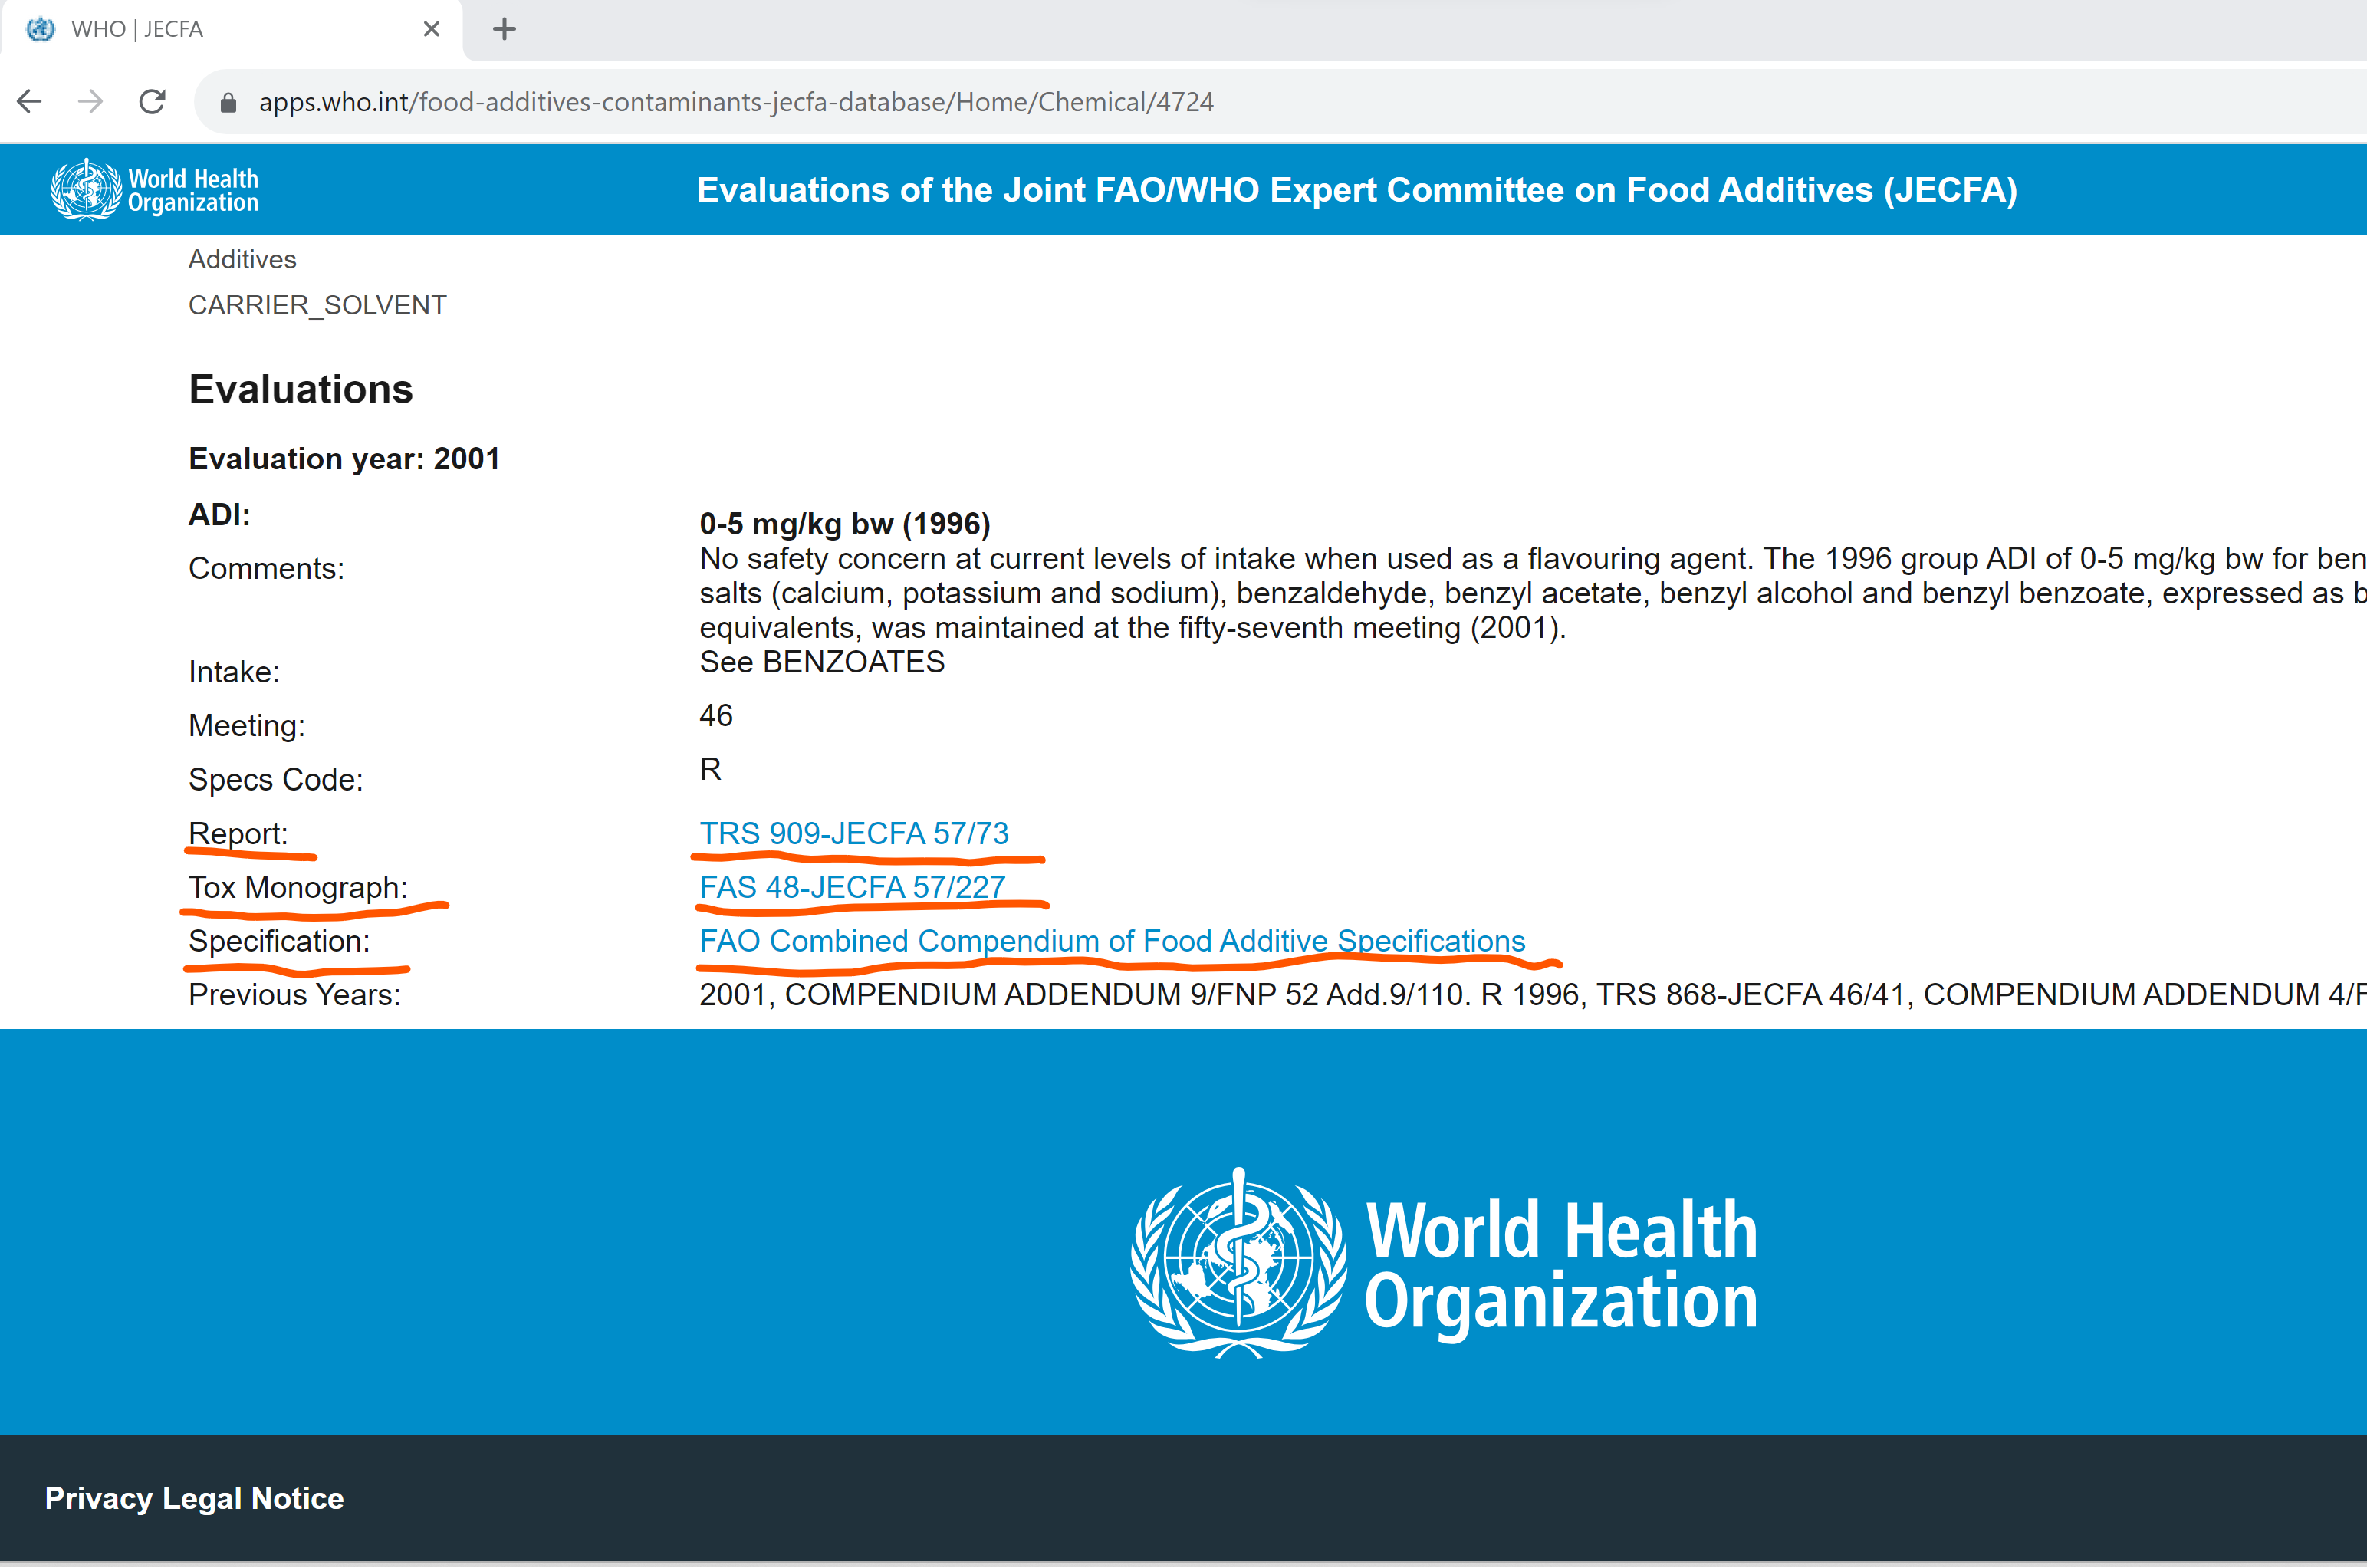 WHO | JECFA
apps.who.int/food-additives-contaminants-jecfa-database/Home/Chemical/4724
World Health
Organization
Evaluations of the Joint FAO/WHO Expert Committee on Food Additives (JECFA)
Additives
CARRIER_SOLVENT
Evaluations
Evaluation year: 2001
ADI:
0-5 mg/kg bw (1996)
Comments:
No safety concern at current levels of intake when used as a flavouring agent. The 1996 group ADI of 0-5 mg/kg bw for ben
salts (calcium, potassium and sodium), benzaldehyde, benzyl acetate, benzyl alcohol and benzyl benzoate, expressed as b
equivalents, was maintained at the fifty-seventh meeting (2001).
Intake:
See BENZOATES
Meeting:
46
Specs Code:
R
Report:
TRS 909-JECFA 57/73
Tox Monograph:
FAS 48-JECFA 57/227
Specification:
FAO Combined Compendium of Food Additive Specifications
Previous Years:
2001, COMPENDIUM ADDENDUM 9/FNP 52 Add.9/110. R 1996, TRS 868-JECFA 46/41, COMPENDIUM ADDENDUM 4/F
World Health
Organization
Privacy Legal Notice